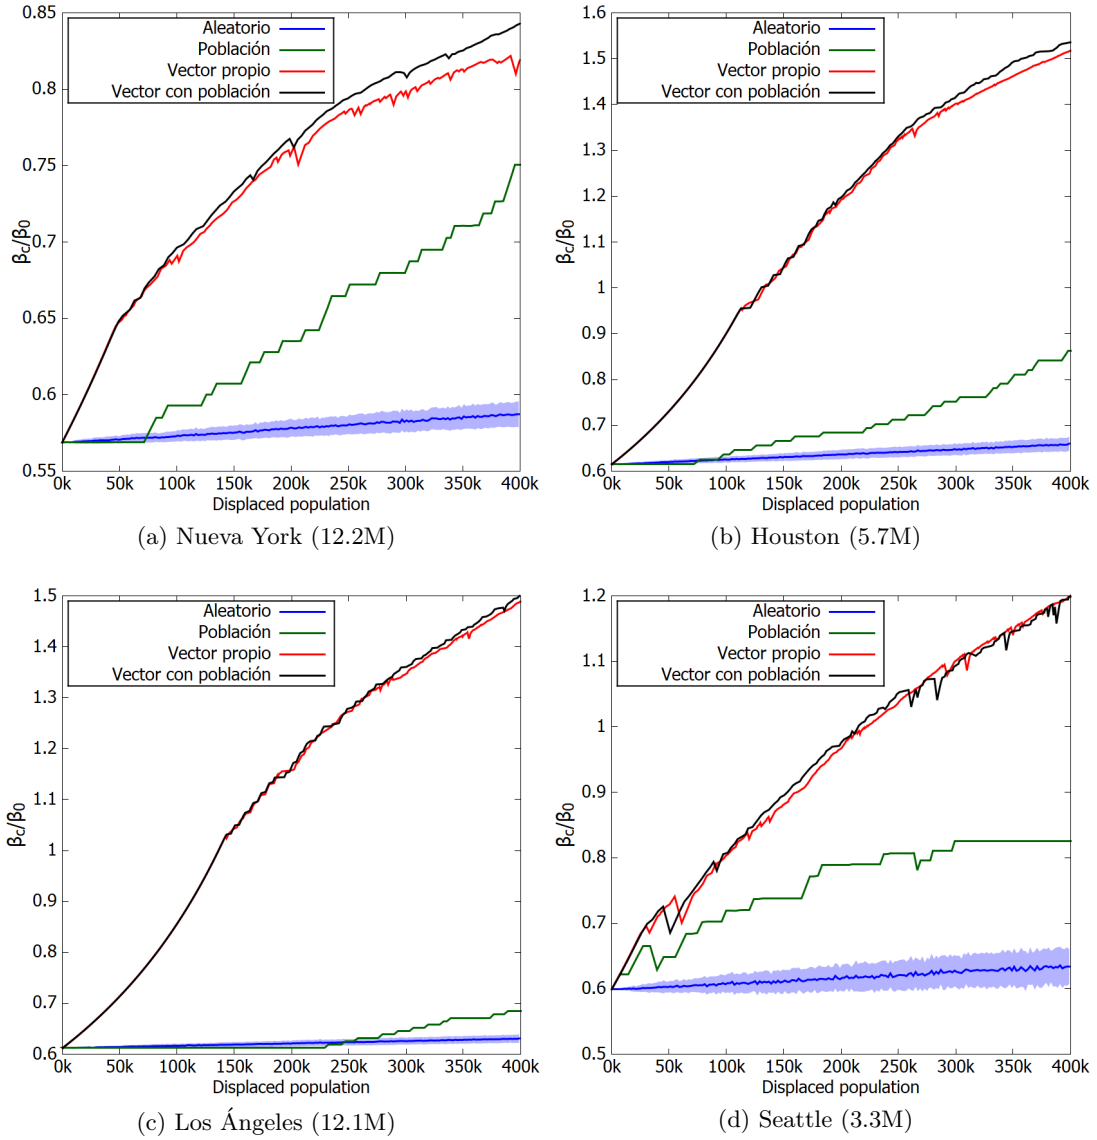 0.85
0.8
0.75
0.7
0.65
0.6
0.55
βc/β0
Aleatorio
Población
Vector propio
Vector con población
0k 50k 100k 150k 200k 250k 300k 350k 400k
Displaced population
(a) Nueva York (12.2M)
1.6
1.5
1.4
1.3
1.2
1.1
1
0.9
0.8
0.7
0.6
βc/β0
Aleatorio
Población
Vector propio
Vector con población
0k 50k 100k 150k 200k 250k 300k 350k 400k
Displaced population
(b) Houston (5.7M)
1.5
1.4
1.3
1.2
1.1
1
0.9
0.8
0.7
0.6
βc/β0
Aleatorio
Población
Vector propio
Vector con población
0k 50k 100k 150k 200k 250k 300k 350k 400k
Displaced population
(c) Los Ángeles (12.1M)
1.2
1.1
1
0.9
0.8
0.7
0.6
0.5
βc/β0
Aleatorio
Población
Vector propio
Vector con población
0k 50k 100k 150k 200k 250k 300k 350k 400k
Displaced population
(d) Seattle (3.3M)